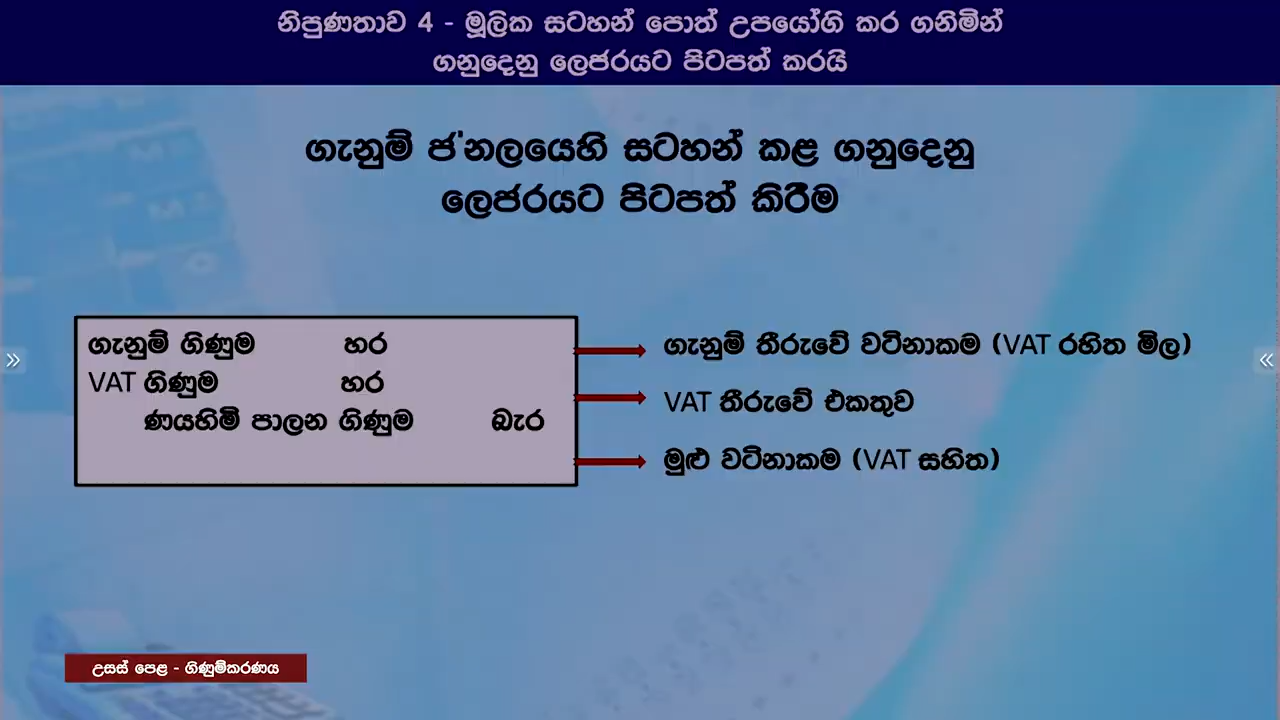 නිපුණතාව 4 - මූලික සටහන් පොත් උපයෝගි කර ගනිමින්
ගනුදෙනු ලෙජරයට පිටපත් කරයි
ගැනුම් ජ'නලයෙහි සටහන් කළ ගනුදෙනු
ලෙජරයට පිටපත් කිරීම
ගැනුම් ගිණුම හර
VAT ගිණුම හර
ණයහිමි පාලන ගිණුම බැර
ගැනුම් තීරුවේ වටිනාකම (VAT රහිත මිල)
VAT තීරුවේ එකතුව
මුළු වටිනාකම (VAT සහිත)
උසස් පෙළ - ගිණුම්කරණය